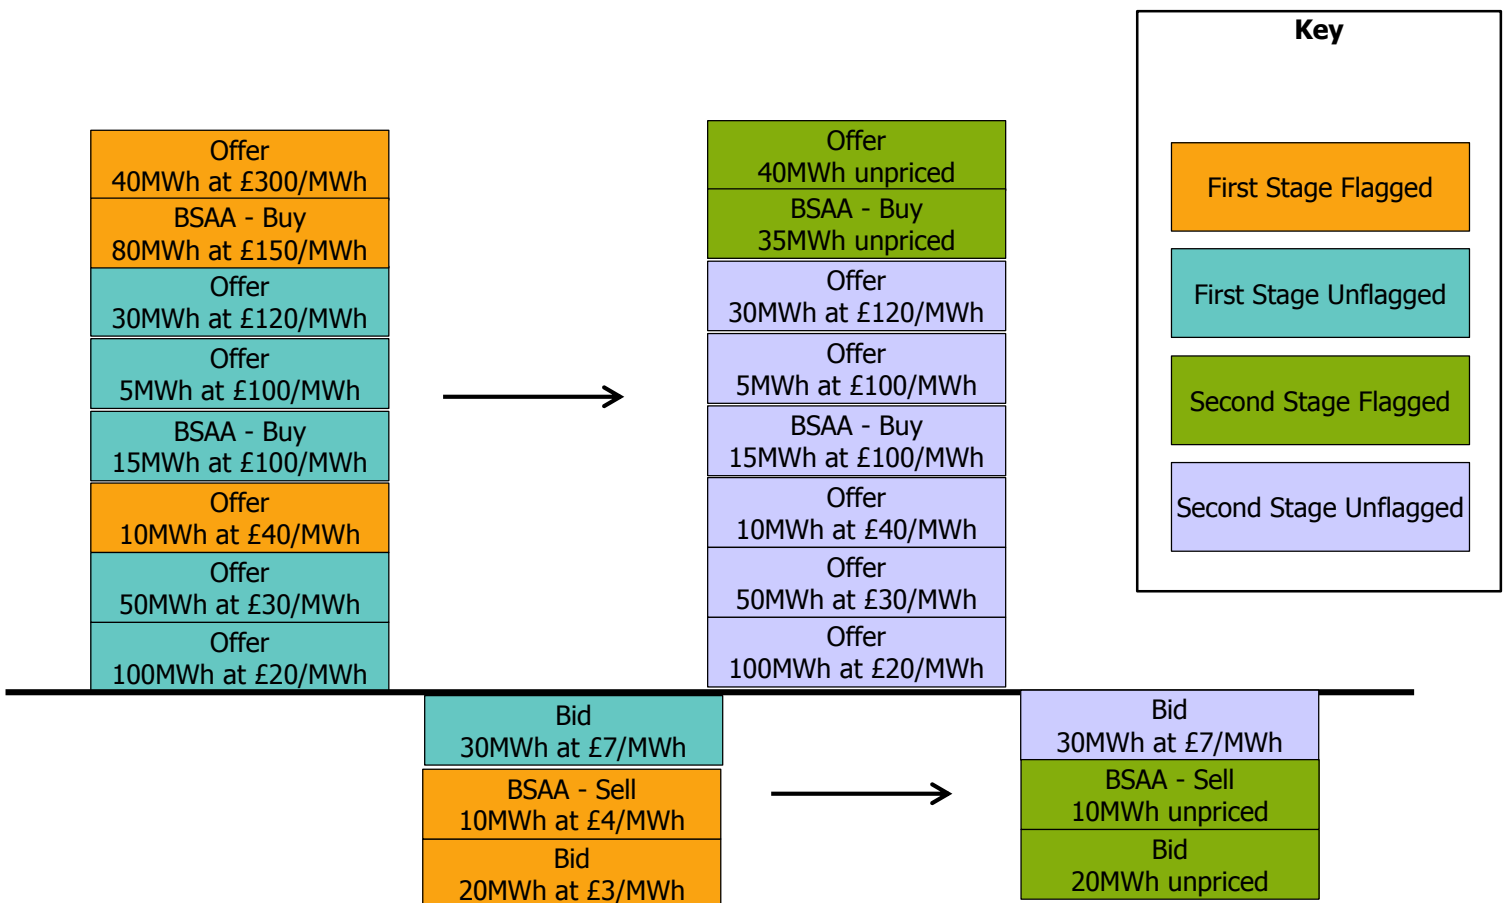 Key
First Stage Flagged
First Stage Unflagged
Second Stage Flagged
Second Stage Unflagged
Offer
40MWh at £300/MWh
BSAA - Buy
80MWh at £150/MWh
Offer
30MWh at £120/MWh
Offer
5MWh at £100/MWh
BSAA - Buy
15MWh at £100/MWh
Offer
10MWh at £40/MWh
Offer
50MWh at £30/MWh
Offer
100MWh at £20/MWh
Offer
40MWh unpriced
BSAA - Buy
35MWh unpriced
Offer
30MWh at £120/MWh
Offer
5MWh at £100/MWh
BSAA - Buy
15MWh at £100/MWh
Offer
10MWh at £40/MWh
Offer
50MWh at £30/MWh
Offer
100MWh at £20/MWh
Bid
30MWh at £7/MWh
BSAA - Sell
10MWh at £4/MWh
Bid
20MWh at £3/MWh
Bid
30MWh at £7/MWh
BSAA - Sell
10MWh unpriced
Bid
20MWh unpriced